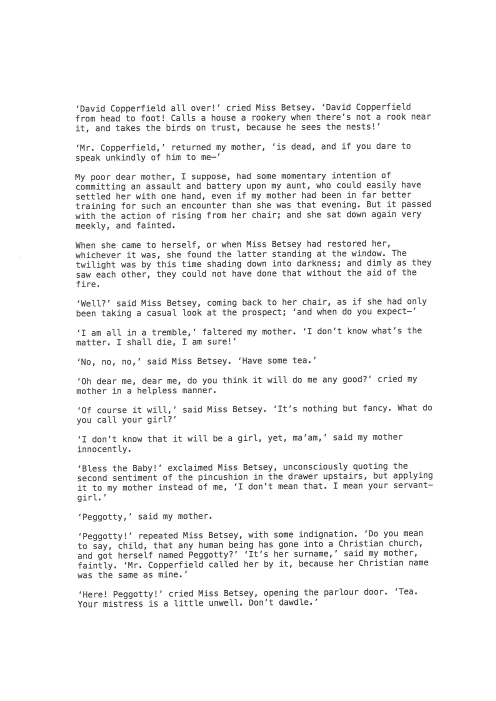 ‘David Copperfield all over!’ cried Miss Betsey. ‘David Copperfield
from head to foot! Calls a house a rookery when there’s not a rook near
it, and takes the birds on trust, because he sees the nests!’
‘Mr. Copperfield,’ returned my mother, ‘is dead, and if you dare to
speak unkindly of him to me—’
My poor dear mother, I suppose, had some momentary intention of
committing an assault and battery upon my aunt, who could easily have
settled her with one hand, even if my mother had been in far better
training for such an encounter than she was that evening. But it passed
with the action of rising from her chair; and she sat down again very
meekly, and fainted.
When she came to herself, or when Miss Betsey had restored her,
whichever it was, she found the latter standing at the window. The
twilight was by this time shading down into darkness; and dimly as they
saw each other, they could not have done that without the aid of the
fire.
‘Well?’ said Miss Betsey, coming back to her chair, as if she had only
been taking a casual look at the prospect; ‘and when do you expect—’
‘I am all in a tremble,’ faltered my mother. ‘I don’t know what’s the
matter. I shall die, I am sure!’
‘No, no, no,’ said Miss Betsey. ‘Have some tea.’
‘Oh dear me, dear me, do you think it will do me any good?’ cried my
mother in a helpless manner.
‘Of course it will,’ said Miss Betsey. ‘It’s nothing but fancy. What do
you call your girl?’
‘I don’t know that it will be a girl, yet, ma’am,’ said my mother
innocently.
‘Bless the Baby!’ exclaimed Miss Betsey, unconsciously quoting the
second sentiment of the pincushion in the drawer upstairs, but applying
it to my mother instead of me, ‘I don’t mean that. I mean your servant-
girl.’
‘Peggotty,’ said my mother.
‘Peggotty!’ repeated Miss Betsey, with some indignation. ‘Do you mean
to say, child, that any human being has gone into a Christian church,
and got herself named Peggotty?’ ‘It’s her surname,’ said my mother,
faintly. ‘Mr. Copperfield called her by it, because her Christian name
was the same as mine.’
‘Here! Peggotty!’ cried Miss Betsey, opening the parlour door. ‘Tea.
Your mistress is a little unwell. Don’t dawdle.’